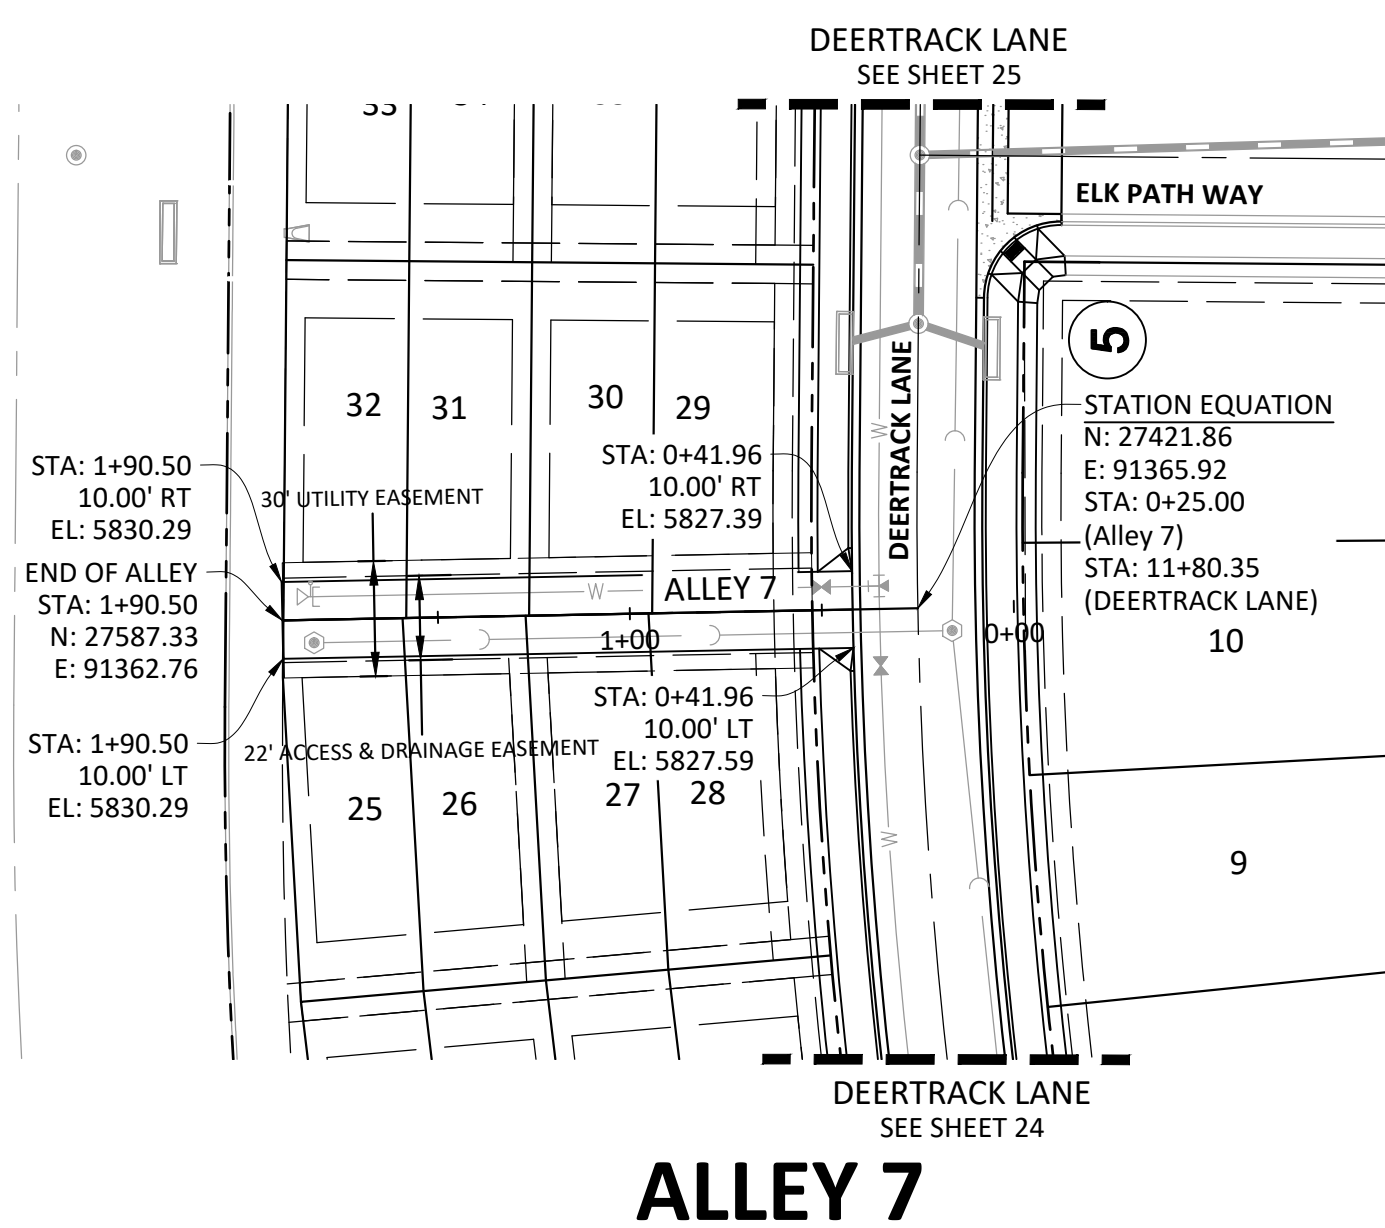 DEERTRACK LANE
SEE SHEET 25
ELK PATH WAY
5
32
31
30
29
DEERTRACK LANE
STATION EQUATION
N: 27421.86
E: 91365.92
STA: 0+25.00
(Alley 7)
STA: 11+80.35
(DEERTRACK LANE)
STA: 1+90.50
10.00' RT
EL: 5830.29
30' UTILITY EASEMENT
STA: 0+41.96
10.00' RT
EL: 5827.39
END OF ALLEY
STA: 1+90.50
N: 27587.33
E: 91362.76
W
W
ALLEY 7
1+00
0+00
10
STA: 1+90.50
10.00' LT
EL: 5830.29
22' ACCESS & DRAINAGE EASEMENT
STA: 0+41.96
10.00' LT
EL: 5827.59
25
26
27
28
W
9
DEERTRACK LANE
SEE SHEET 24
ALLEY 7